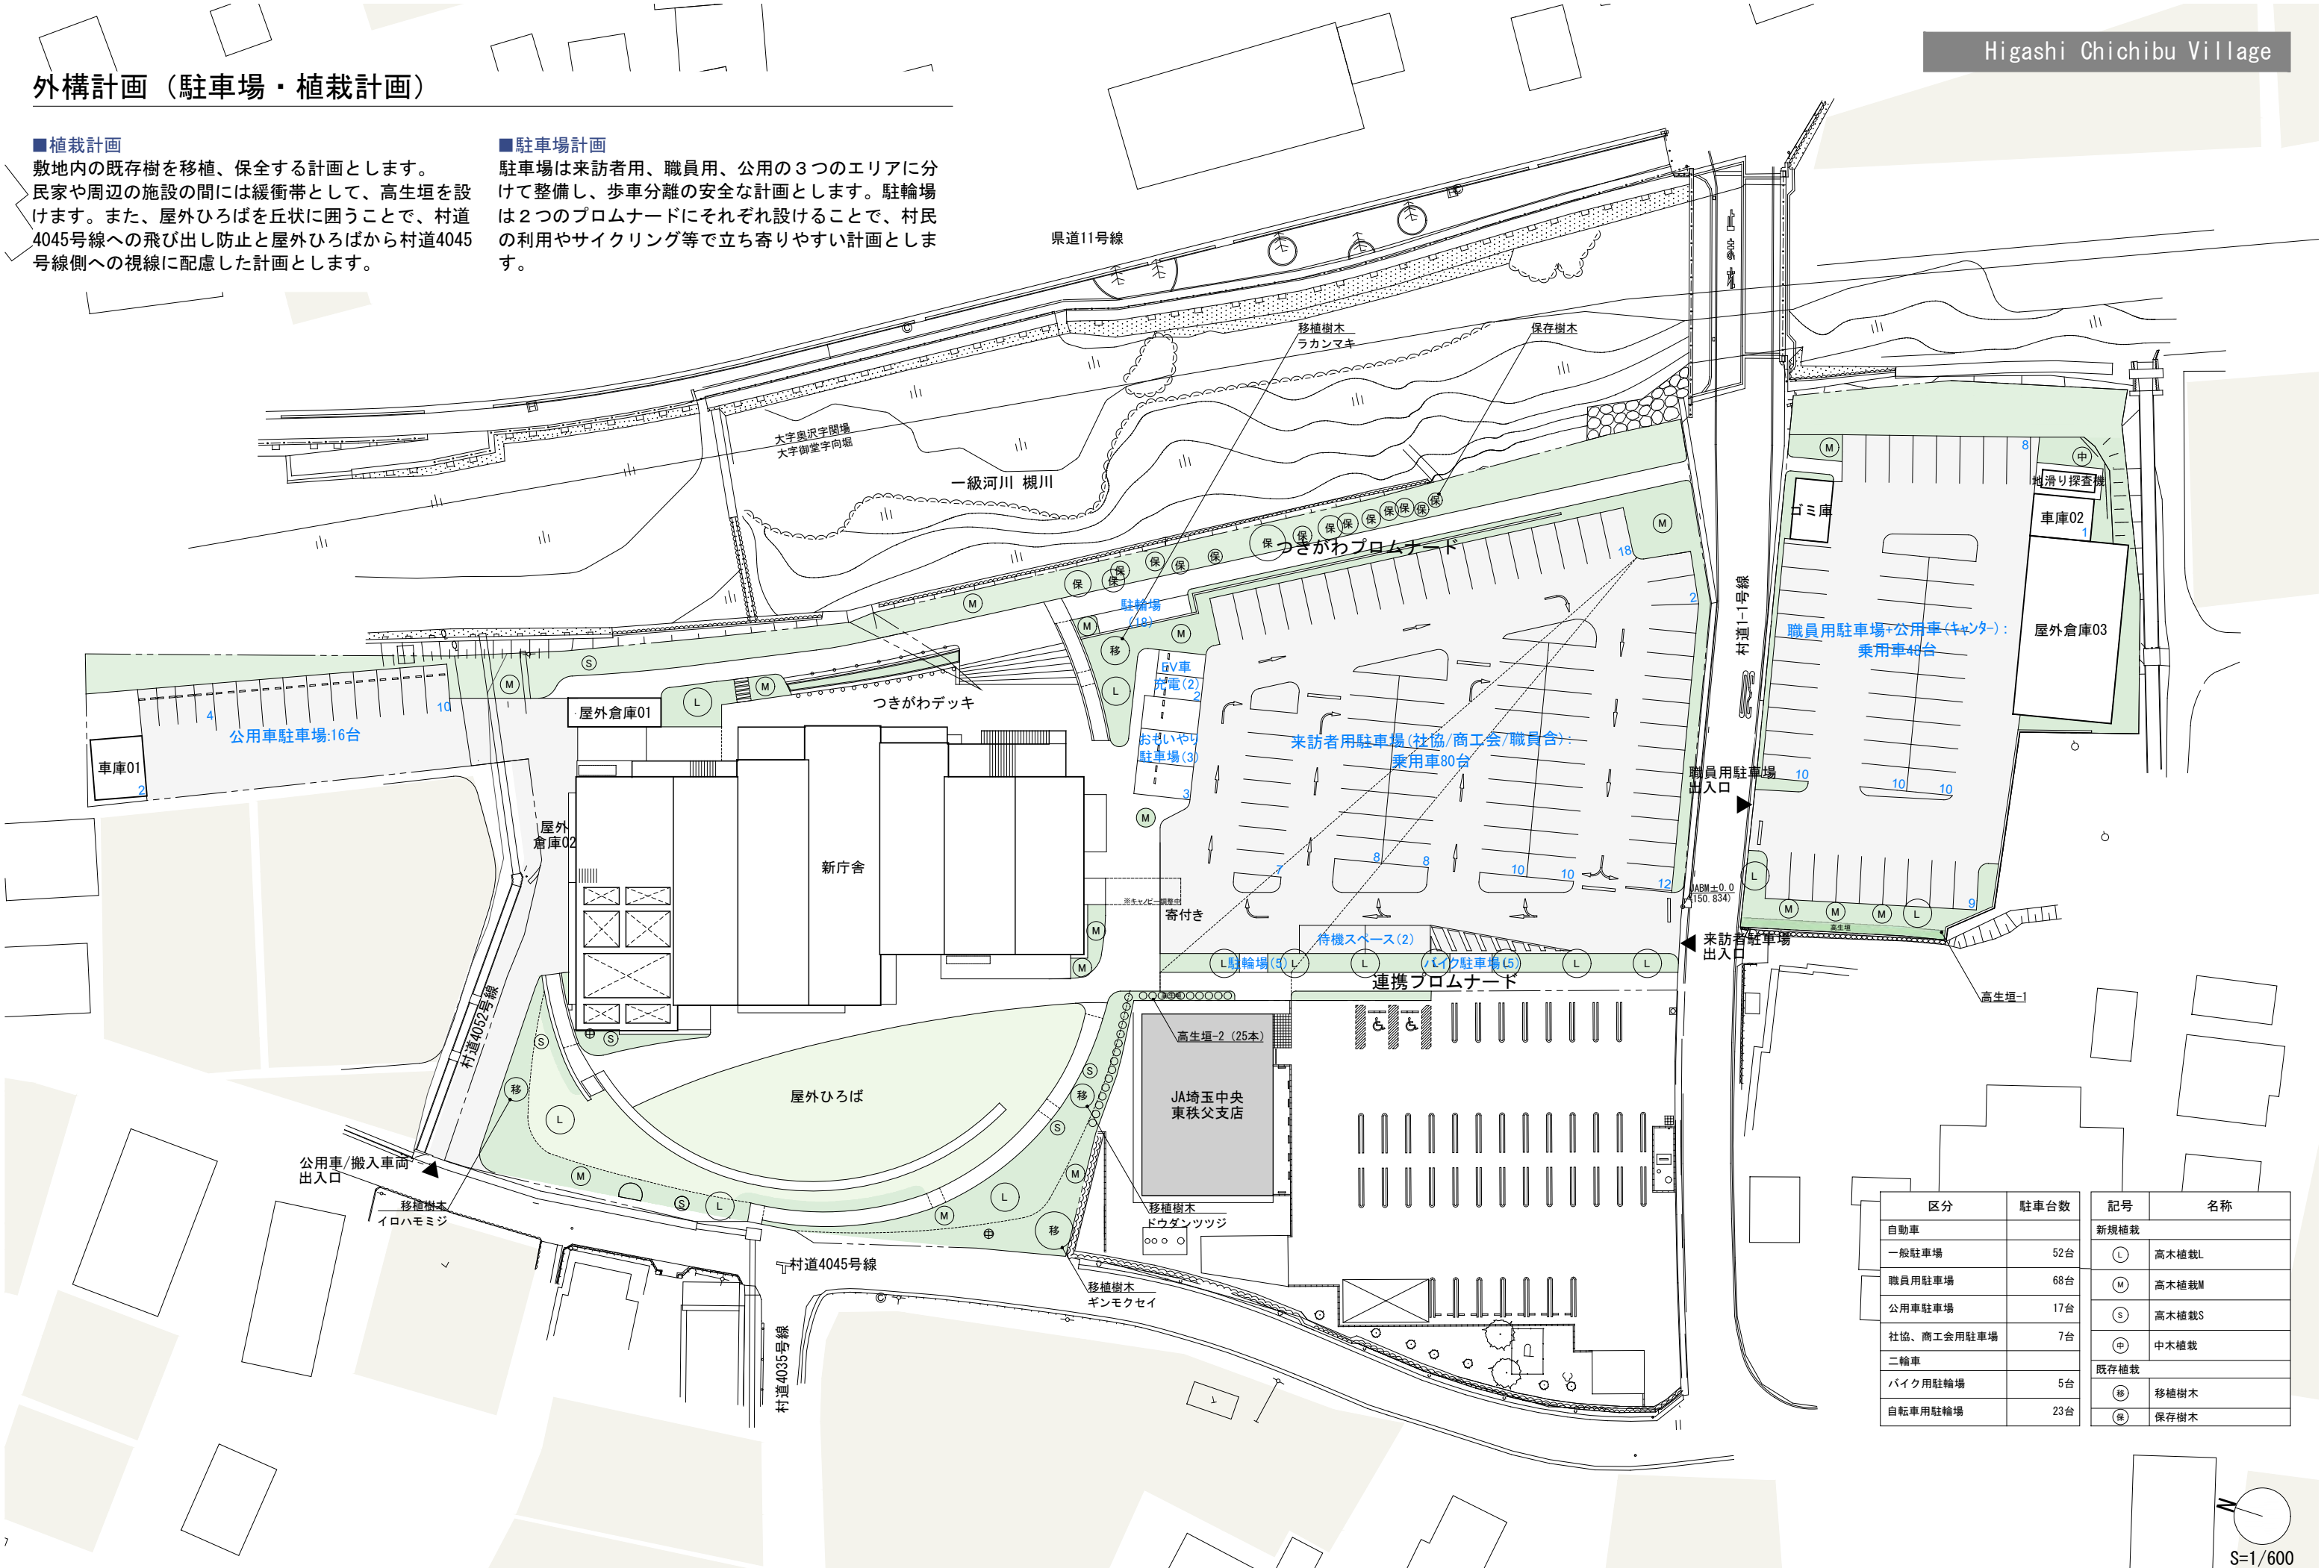 Higashi Chichibu Village
外構計画（駐車場・植栽計画）
■植栽計画
敷地内の既存樹を移植、保全する計画とします。
民家や周辺の施設の間には緩衝帯として、高生垣を設
けます。また、屋外ひろばを丘状に囲うことで、村道
4045号線への飛び出し防止と屋外ひろばから村道4045
号線側への視線に配慮した計画とします。
■駐車場計画
駐車場は来訪者用、職員用、公用の３つのエリアに分
けて整備し、歩車分離の安全な計画とします。駐輪場
は２つのプロムナードにそれぞれ設けることで、村民
の利用やサイクリング等で立ち寄りやすい計画としま
す。
県道11号線
移植樹木
ラカンマキ
保存樹木
大字奥沢字関場
大字御堂字向堀
一級河川 槻川
つきがわプロムナード
駐輪場
(18)
EV車
充電(2)
2
おもいやり
駐車場(3)
3
18
2
来訪者用駐車場(社協/商工会/職員含):
乗用車80台
7
8
8
10
10
12
村道1-1号線
ゴミ庫
8
中
地滑り探査機
車庫02
1
職員用駐車場+公用車(キャンター):
乗用車48台
屋外倉庫03
10
10
10
9
職員用駐車場
出入口
来訪者駐車場
出入口
高生垣
高生垣-1
(150.834)
4
10
公用車駐車場:16台
車庫01
2
屋外倉庫01
つきがわデッキ
屋外
倉庫02
新庁舎
寄付き
待機スペース(2)
駐輪場(5)
バイク駐車場(5)
連携プロムナード
高生垣-2 (25本)
JA埼玉中央
東秩父支店
屋外ひろば
村道4052号線
公用車/搬入車両
出入口
移植樹木
イロハモミジ
移植樹木
ドウダンツツジ
移植樹木
ギンモクセイ
村道4045号線
村道4035号線
区分 駐車台数
自動車
一般駐車場 52台
職員用駐車場 68台
公用車駐車場 17台
社協、商工会用駐車場 7台
二輪車
バイク用駐輪場 5台
自転車用駐輪場 23台
記号 名称
新規植栽
L 高木植栽L
M 高木植栽M
S 高木植栽S
中 中木植栽
既存植栽
移 移植樹木
保 保存樹木
N
S=1/600